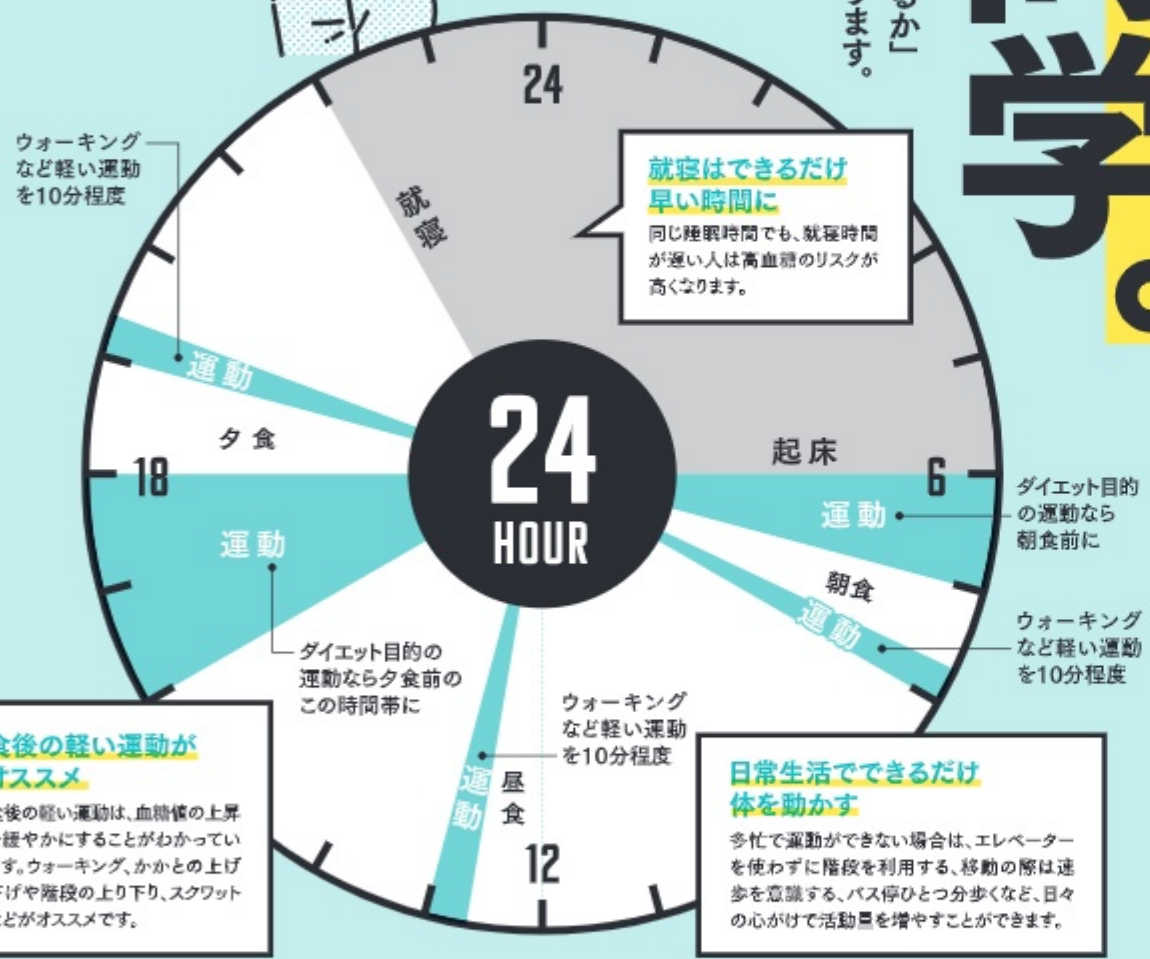 るか」
ります。
学。
24
就寝
就寝はできるだけ
早い時間に
同じ睡眠時間でも、就寝時間
が遅い人は高血糖のリスクが
高くなります。
ウォーキング
など軽い運動
を10分程度
運動
夕食
18
24
HOUR
起床
6
運動
ダイエット目的
の運動なら
朝食前に
朝食
運動
ウォーキング
など軽い運動
を10分程度
運動
ダイエット目的の
運動なら夕食前の
この時間帯に
ウォーキング
など軽い運動
を10分程度
運動
昼食
12
食後の軽い運動が
オススメ
食後の軽い運動は、血糖値の上昇
緩やかにすることがわかってい
す。ウォーキング、かかとの上げ
下げや階段の上り下り、スクワット
などがオススメです。
日常生活でできるだけ
体を動かす
多忙で運動ができない場合は、エレベーター
を使わずに階段を利用する、移動の際は速
歩を意識する、バス停ひとつ分歩くなど、日々
の心がけで活動量を増やすことができます。